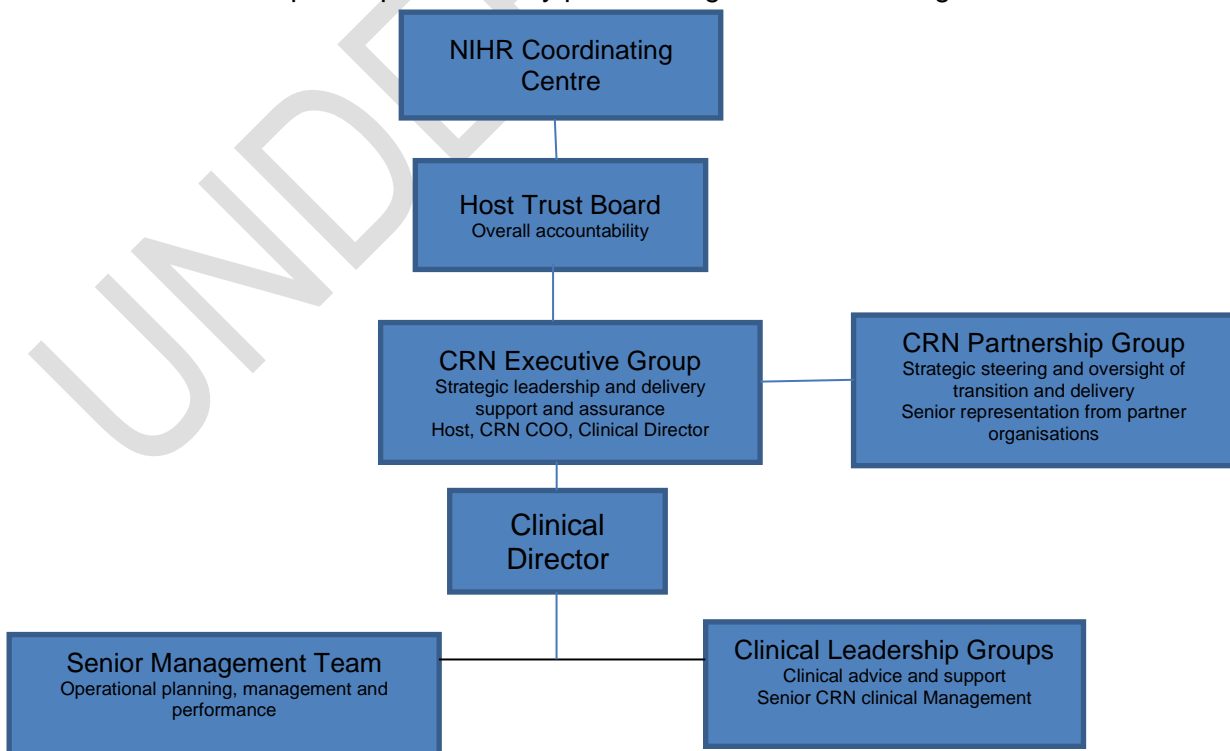 NIHR Coordinating
Centre
Host Trust Board
Overall accountability
CRN Executive Group
Strategic leadership and delivery
support and assurance
Host, CRN COO, Clinical Director
CRN Partnership Group
Strategic steering and oversight of
transition and delivery
Senior representation from partner
organisations
Clinical
Director
Senior Management Team
Operational planning, management and
performance
Clinical Leadership Groups
Clinical advice and support
Senior CRN clinical Management